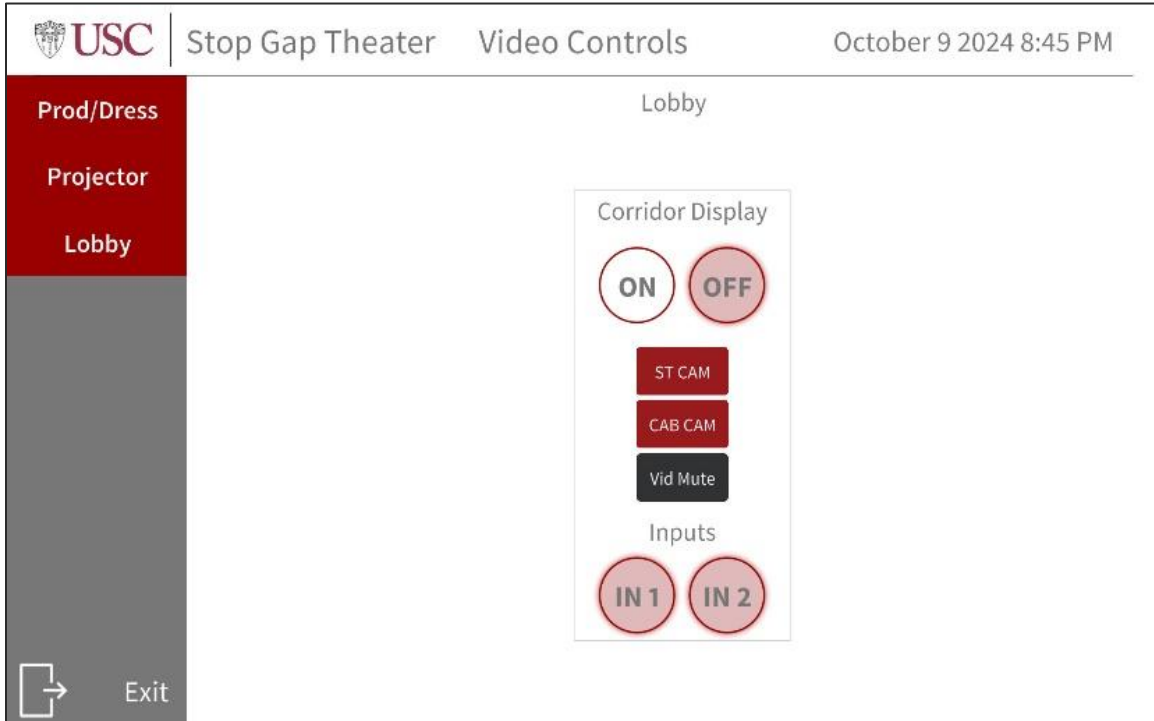 USC Stop Gap Theater Video Controls October 9 2024 8:45 PM
Prod/Dress
Projector
Lobby
Exit
Lobby
Corridor Display
ON OFF
ST CAM
CAB CAM
Vid Mute
Inputs
IN 1 IN 2